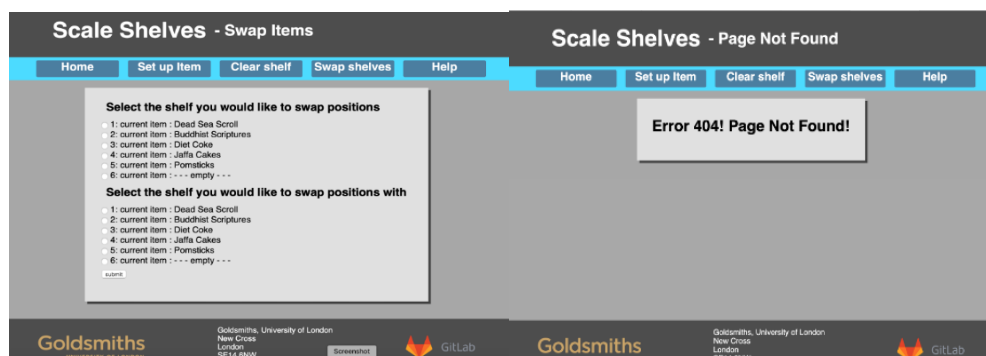 Scale Shelves - Swap Items
Home Set up Item Clear shelf Swap shelves Help
Select the shelf you would like to swap positions
1: current item : Dead Sea Scroll
2: current item : Buddhist Scriptures
3: current item : Diet Coke
4: current item : Jaffa Cakes
5: current item : Pomsticks
6: current item : - - - empty - - -
Select the shelf you would like to swap positions with
1: current item : Dead Sea Scroll
2: current item : Buddhist Scriptures
3: current item : Diet Coke
4: current item : Jaffa Cakes
5: current item : Pomsticks
6: current item : - - - empty - - -
submit
Goldsmiths
UNIVERSITY OF LONDON
Goldsmiths, University of London
New Cross
London
SE14 6NW
Screenshot
GitLab
Scale Shelves - Page Not Found
Home Set up Item Clear shelf Swap shelves Help
Error 404! Page Not Found!
Goldsmiths
Goldsmiths, University of London
New Cross
London
GitLab